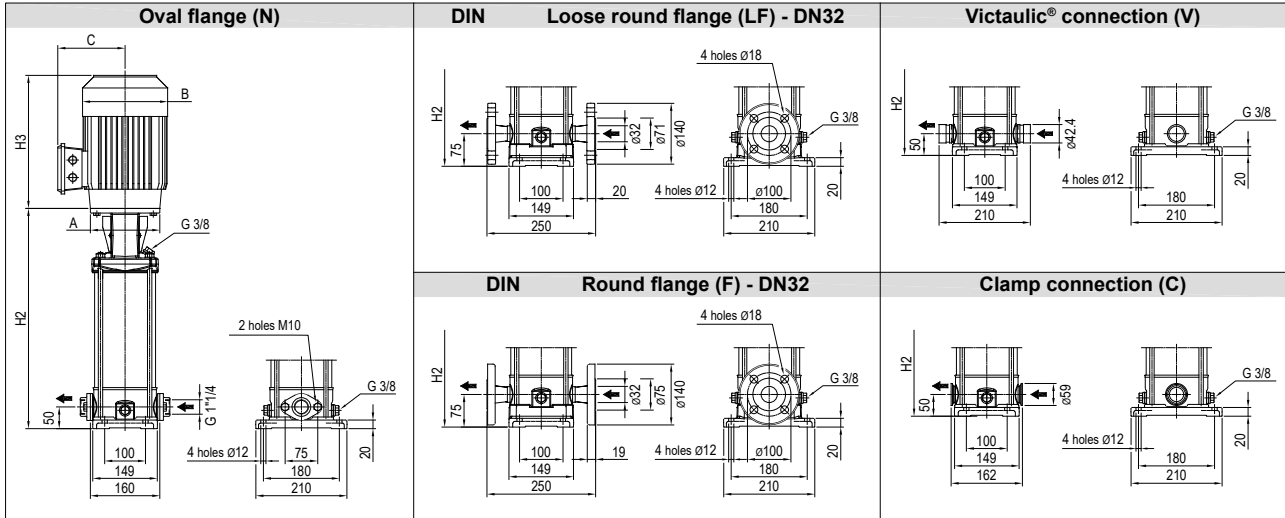 Oval flange (N)
C
B
H3
A
G 3/8
H2
2 holes M10
G 3/8
50
G 1"1/4
20
100
149
160
4 holes Ø12
75
180
210
DIN Loose round flange (LF) - DN32
4 holes Ø18
H2
75
ø32
ø71
ø140
G 3/8
100
20
149
250
4 holes Ø12
ø100
20
180
210
Victaulic® connection (V)
H2
50
ø42.4
G 3/8
100
149
210
4 holes Ø12
20
180
210
DIN Round flange (F) - DN32
4 holes Ø18
H2
75
ø32
ø75
ø140
G 3/8
100
19
149
250
4 holes Ø12
ø100
20
180
210
Clamp connection (C)
H2
50
ø59
G 3/8
100
149
162
4 holes Ø12
20
180
210